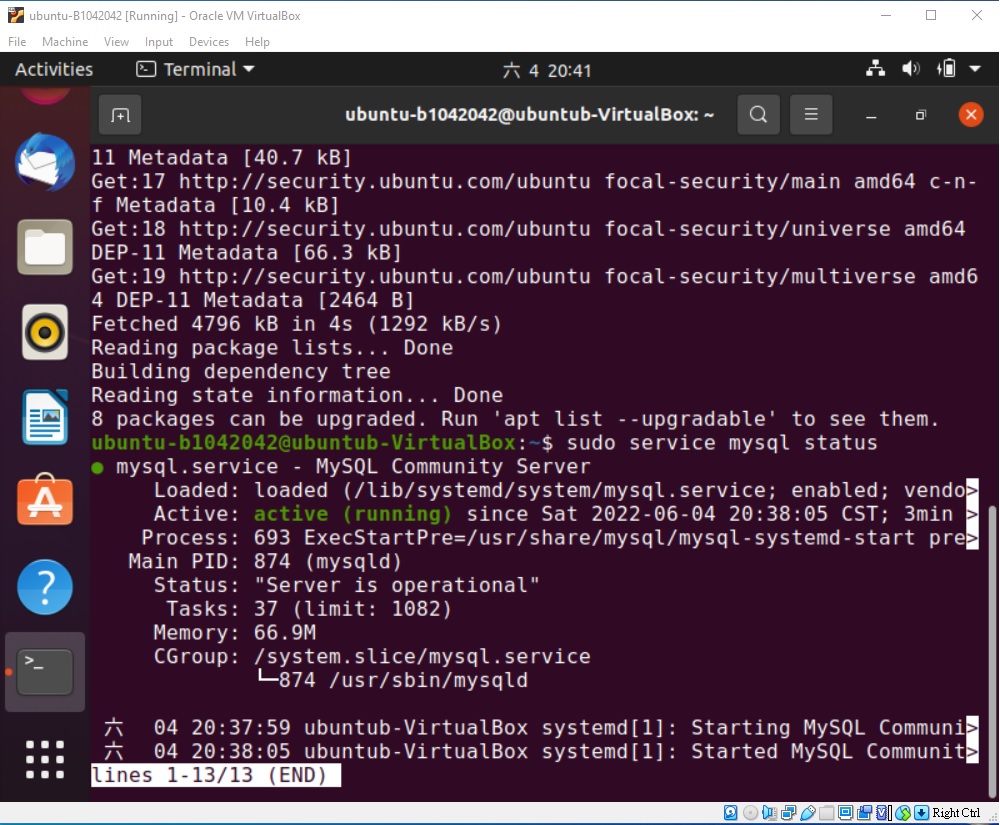 ubuntu-B1042042 [Running] - Oracle VM VirtualBox
File Machine View Input Devices Help
Activities Terminal 六 4 20:41
ubuntu-b1042042@ubuntub-VirtualBox: ~
11 Metadata [40.7 kB]
Get:17 http://security.ubuntu.com/ubuntu focal-security/main amd64 c-n-
f Metadata [10.4 kB]
Get:18 http://security.ubuntu.com/ubuntu focal-security/universe amd64
DEP-11 Metadata [66.3 kB]
Get:19 http://security.ubuntu.com/ubuntu focal-security/multiverse amd6
4 DEP-11 Metadata [2464 B]
Fetched 4796 kB in 4s (1292 kB/s)
Reading package lists... Done
Building dependency tree
Reading state information... Done
8 packages can be upgraded. Run 'apt list --upgradable' to see them.
ubuntu-b1042042@ubuntub-VirtualBox:~$ sudo service mysql status
● mysql.service - MySQL Community Server
Loaded: loaded (/lib/systemd/system/mysql.service; enabled; vendo>
Active: active (running) since Sat 2022-06-04 20:38:05 CST; 3min >
Process: 693 ExecStartPre=/usr/share/mysql/mysql-systemd-start pre>
Main PID: 874 (mysqld)
Status: "Server is operational"
Tasks: 37 (limit: 1082)
Memory: 66.9M
CGroup: /system.slice/mysql.service
└─874 /usr/sbin/mysqld
六 04 20:37:59 ubuntub-VirtualBox systemd[1]: Starting MySQL Communi>
六 04 20:38:05 ubuntub-VirtualBox systemd[1]: Started MySQL Communit>
lines 1-13/13 (END)
Right Ctrl